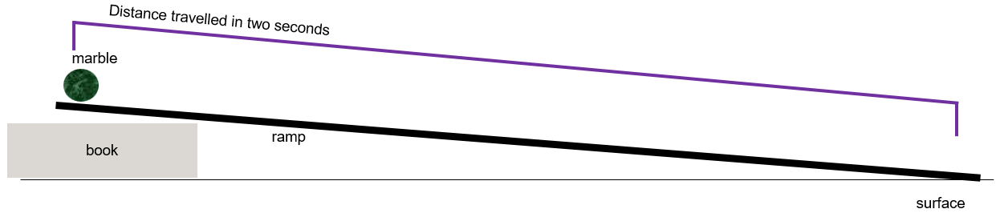 Distance travelled in two seconds
marble
ramp
book
surface